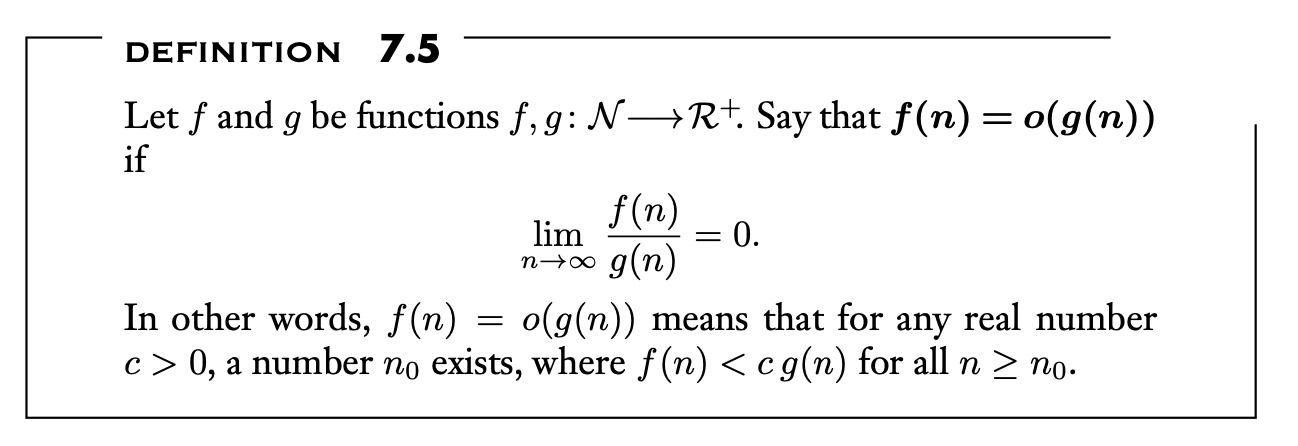 DEFINITION 7.5
Let f and g be functions f, g: 𝒩⟶ℛ⁺. Say that f(n) = o(g(n))
if
lim n→∞ f(n)/g(n) = 0.
In other words, f(n) = o(g(n)) means that for any real number
c > 0, a number n₀ exists, where f(n) < c g(n) for all n ≥ n₀.